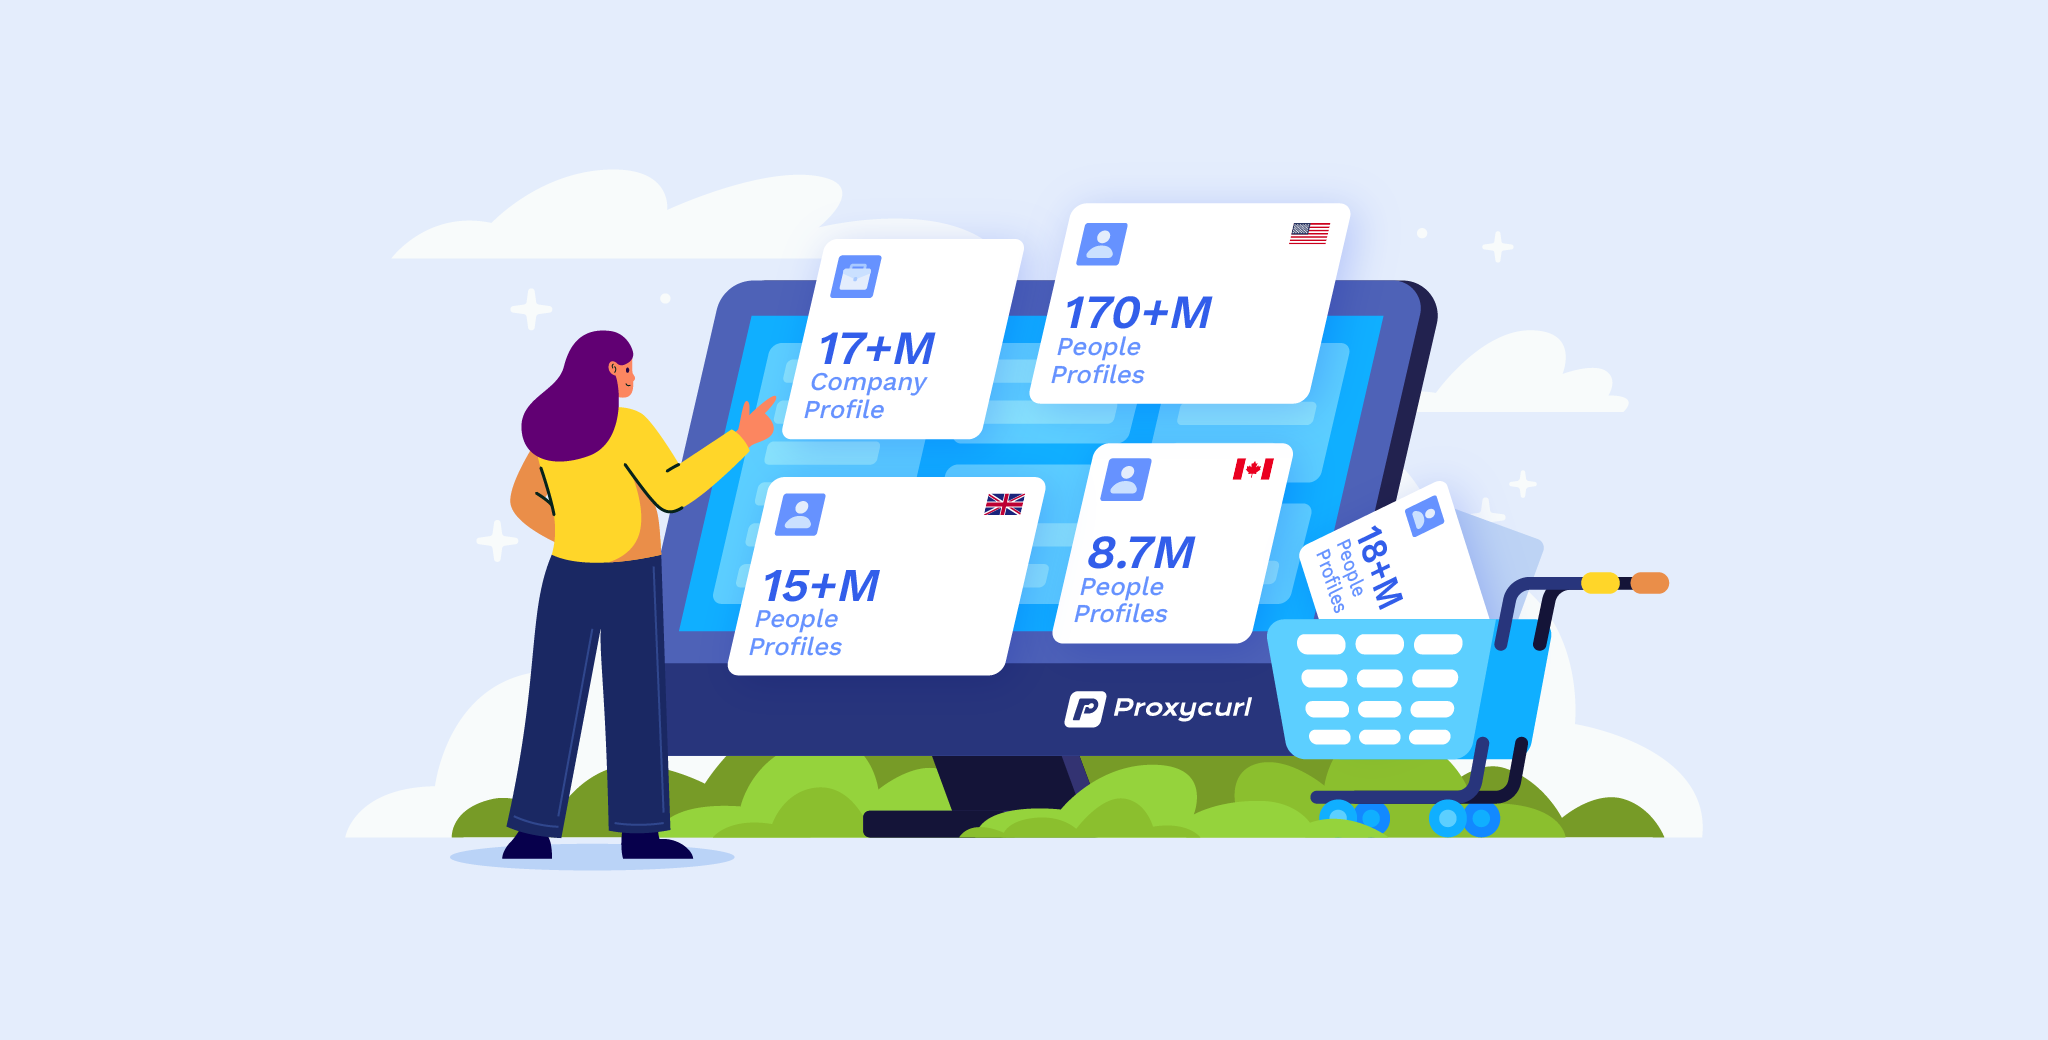 17+M
Company
Profile
170+M
People
Profiles
15+M
People
Profiles
8.7M
People
Profiles
18+M
People
Profiles
P Proxycurl